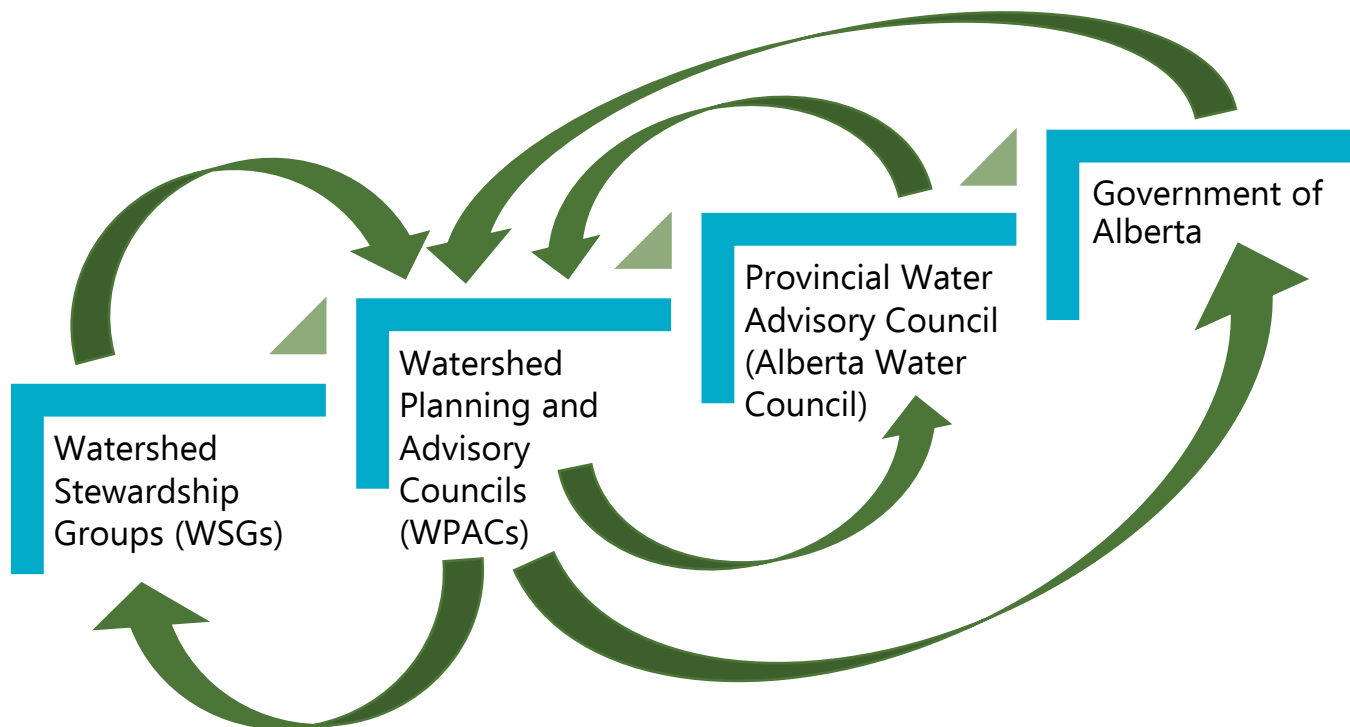 Watershed
Stewardship
Groups (WSGs)
Watershed
Planning and
Advisory
Councils
(WPACs)
Provincial Water
Advisory Council
(Alberta Water
Council)
Government of
Alberta